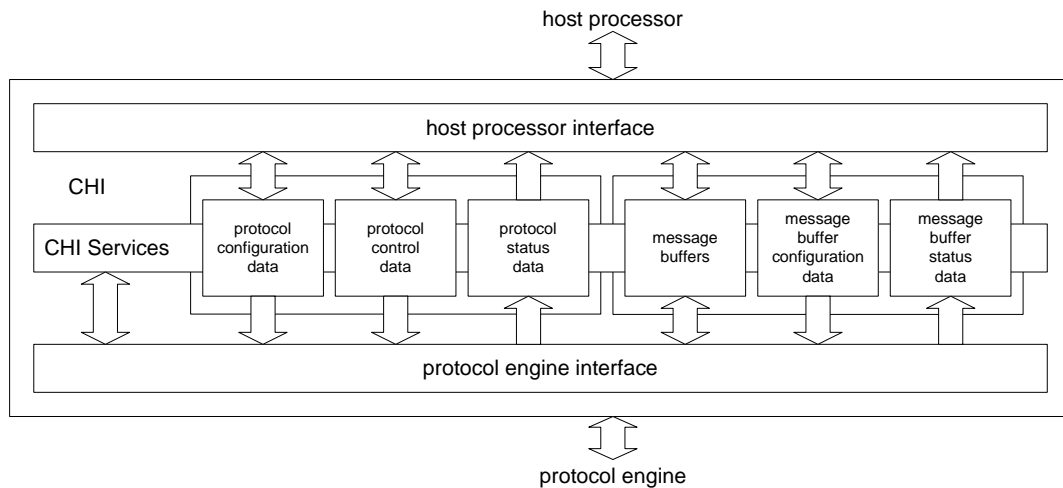 host processor
host processor interface
CHI
CHI Services
protocol
configuration
data
protocol
control
data
protocol
status
data
message
buffers
message
buffer
configuration
data
message
buffer
status
data
protocol engine interface
protocol engine